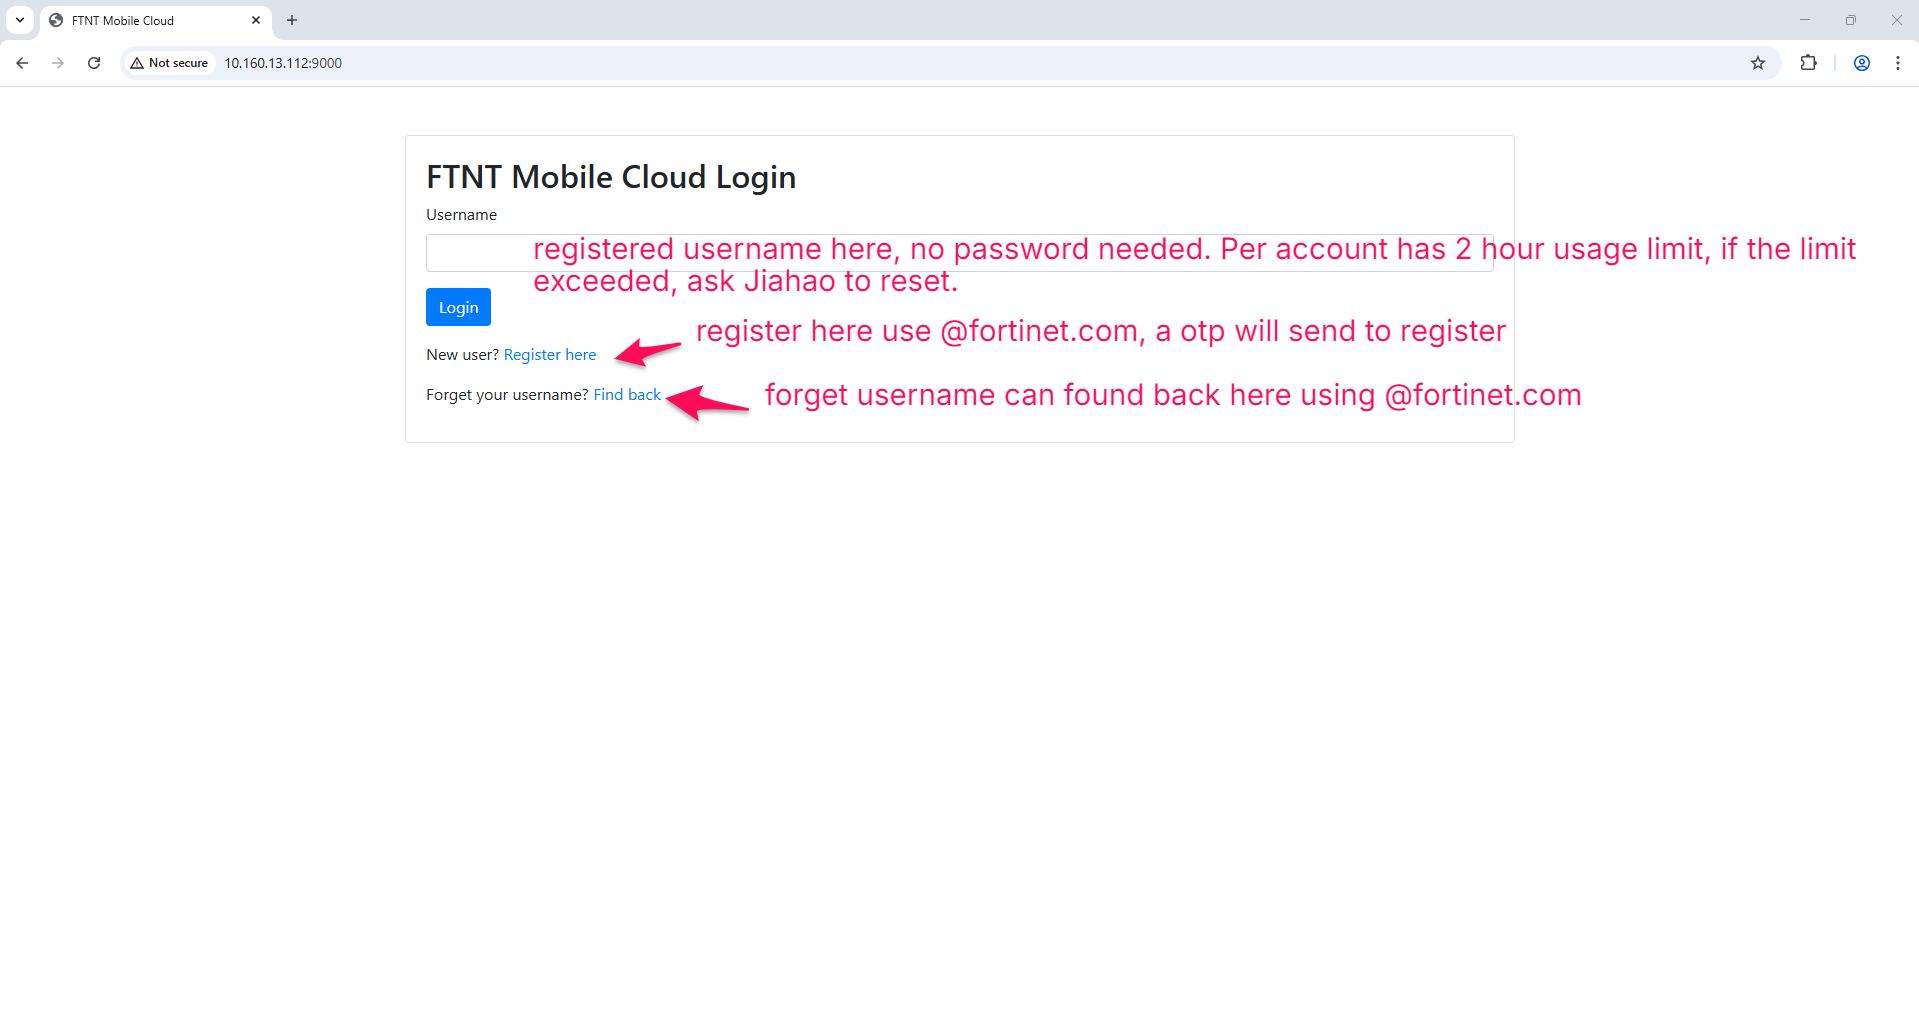 FTNT Mobile Cloud
Not secure
10.160.13.112:9000
FTNT Mobile Cloud Login
Username
registered username here, no password needed. Per account has 2 hour usage limit, if the limit
exceeded, ask Jiahao to reset.
Login
register here use @fortinet.com, a otp will send to register
New user? Register here
Forget your username? Find back
forget username can found back here using @fortinet.com